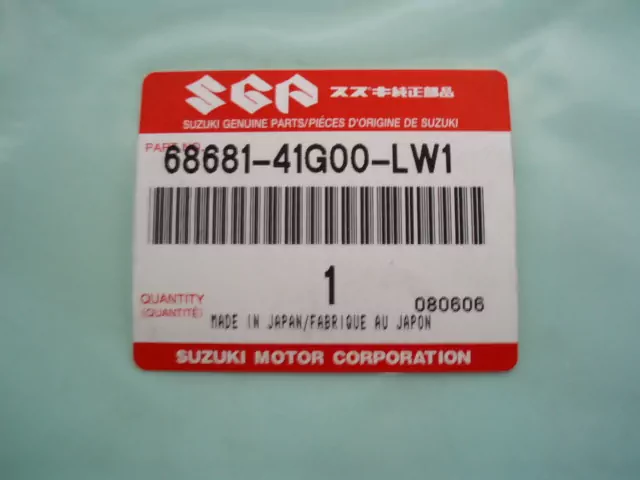 SGP スズキ純正部品
SUZUKI GENUINE PARTS/PIÈCES D'ORIGINE DE SUZUKI
PART NO.
68681-41G00-LW1
1
QUANTITY
(QUANTITÉ)
080606
MADE IN JAPAN/FABRIQUE AU JAPON
SUZUKI MOTOR CORPORATION